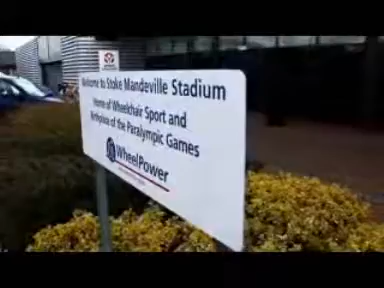 Welcome to Stoke Mandeville Stadium
Home of Wheelchair Sport and
Birthplace of the Paralympic Games
WheelPower